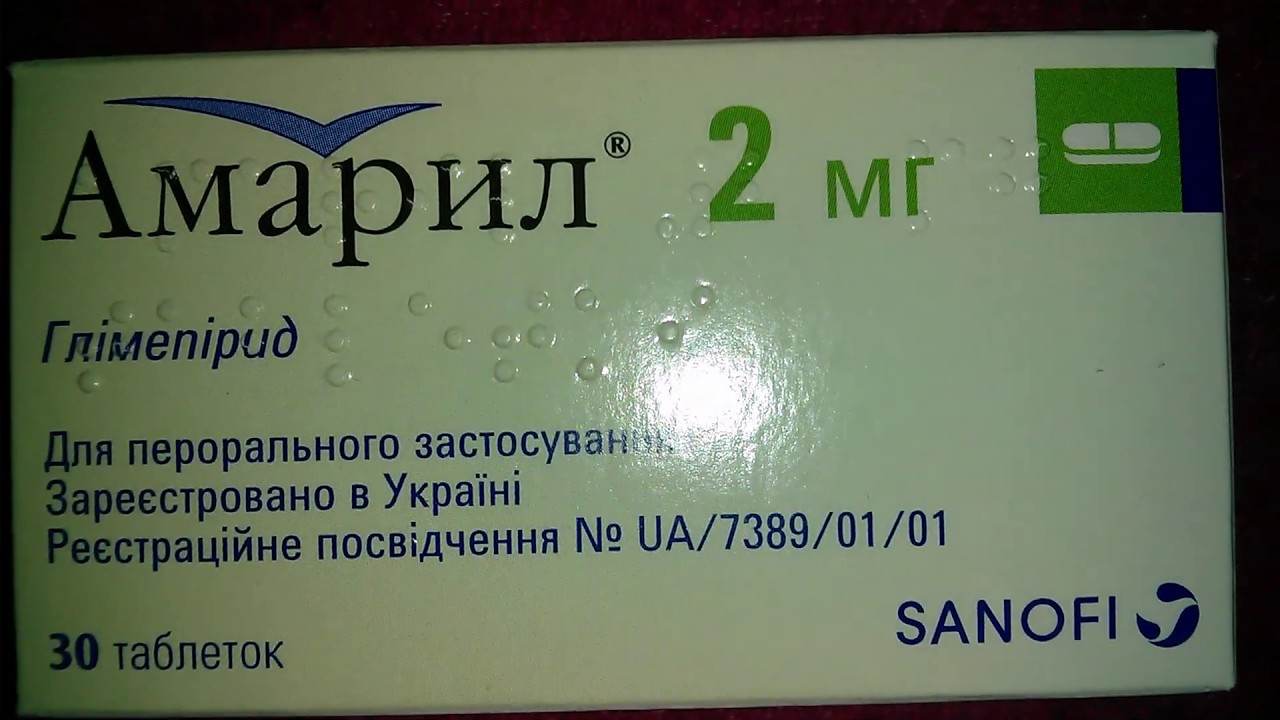 Амарил® 2 мг
Глімепірид
Для перорального застосування
Зареєстровано в Україні
Реєстраційне посвідчення № UA/7389/01/01
30 таблеток
SANOFI